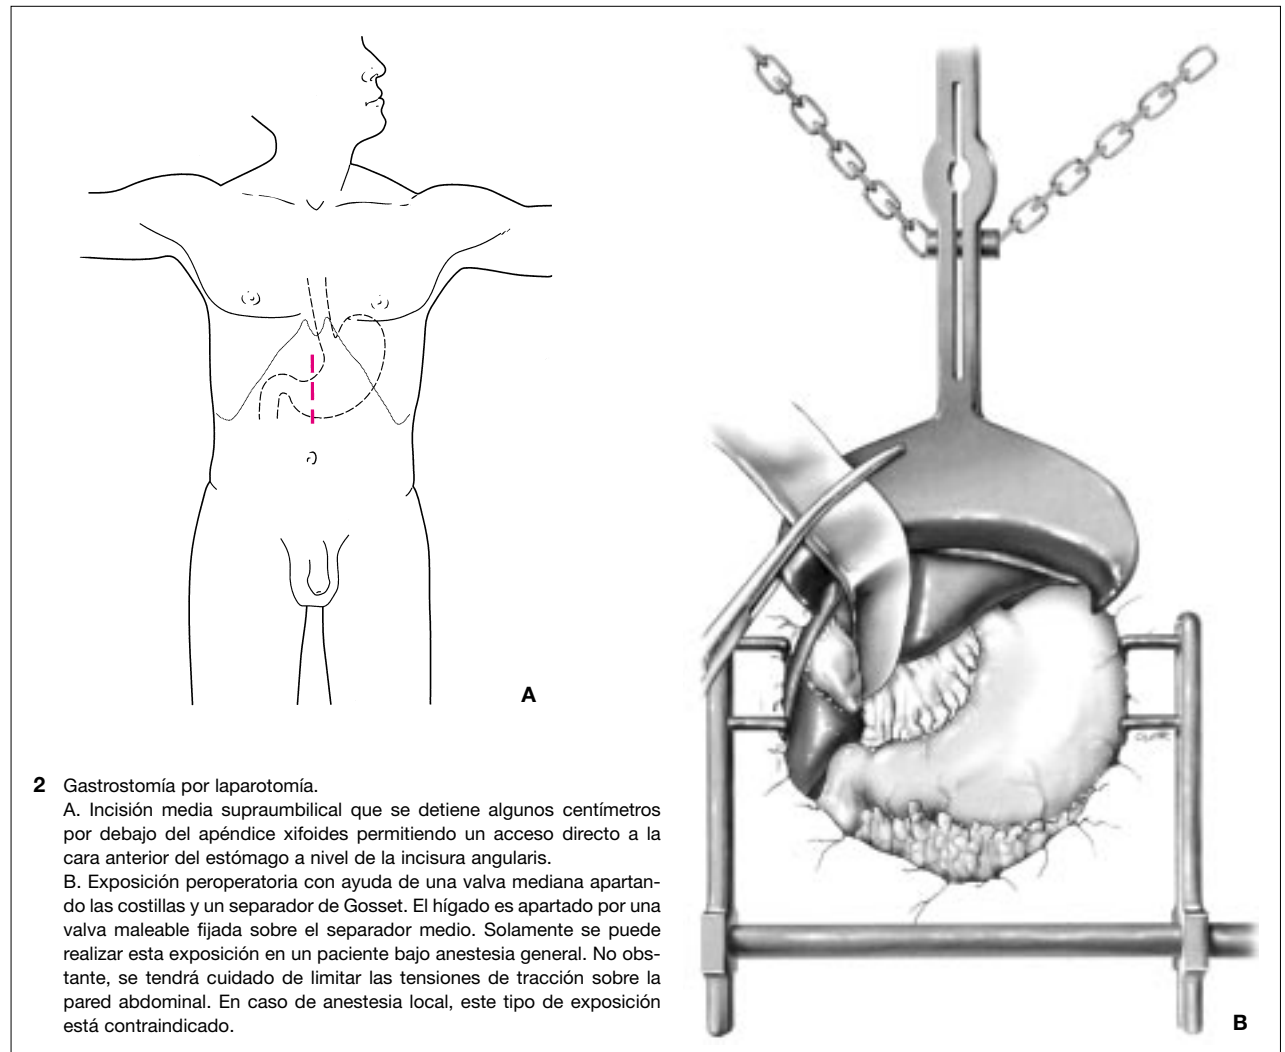 A
2 Gastrostomía por laparotomía.
A. Incisión media supraumbilical que se detiene algunos centímetros
por debajo del apéndice xifoides permitiendo un acceso directo a la
cara anterior del estómago a nivel de la incisura angularis.
B. Exposición peroperatoria con ayuda de una valva mediana apartan-
do las costillas y un separador de Gosset. El hígado es apartado por una
valva maleable fijada sobre el separador medio. Solamente se puede
realizar esta exposición en un paciente bajo anestesia general. No obs-
tante, se tendrá cuidado de limitar las tensiones de tracción sobre la
pared abdominal. En caso de anestesia local, este tipo de exposición
está contraindicado.
B